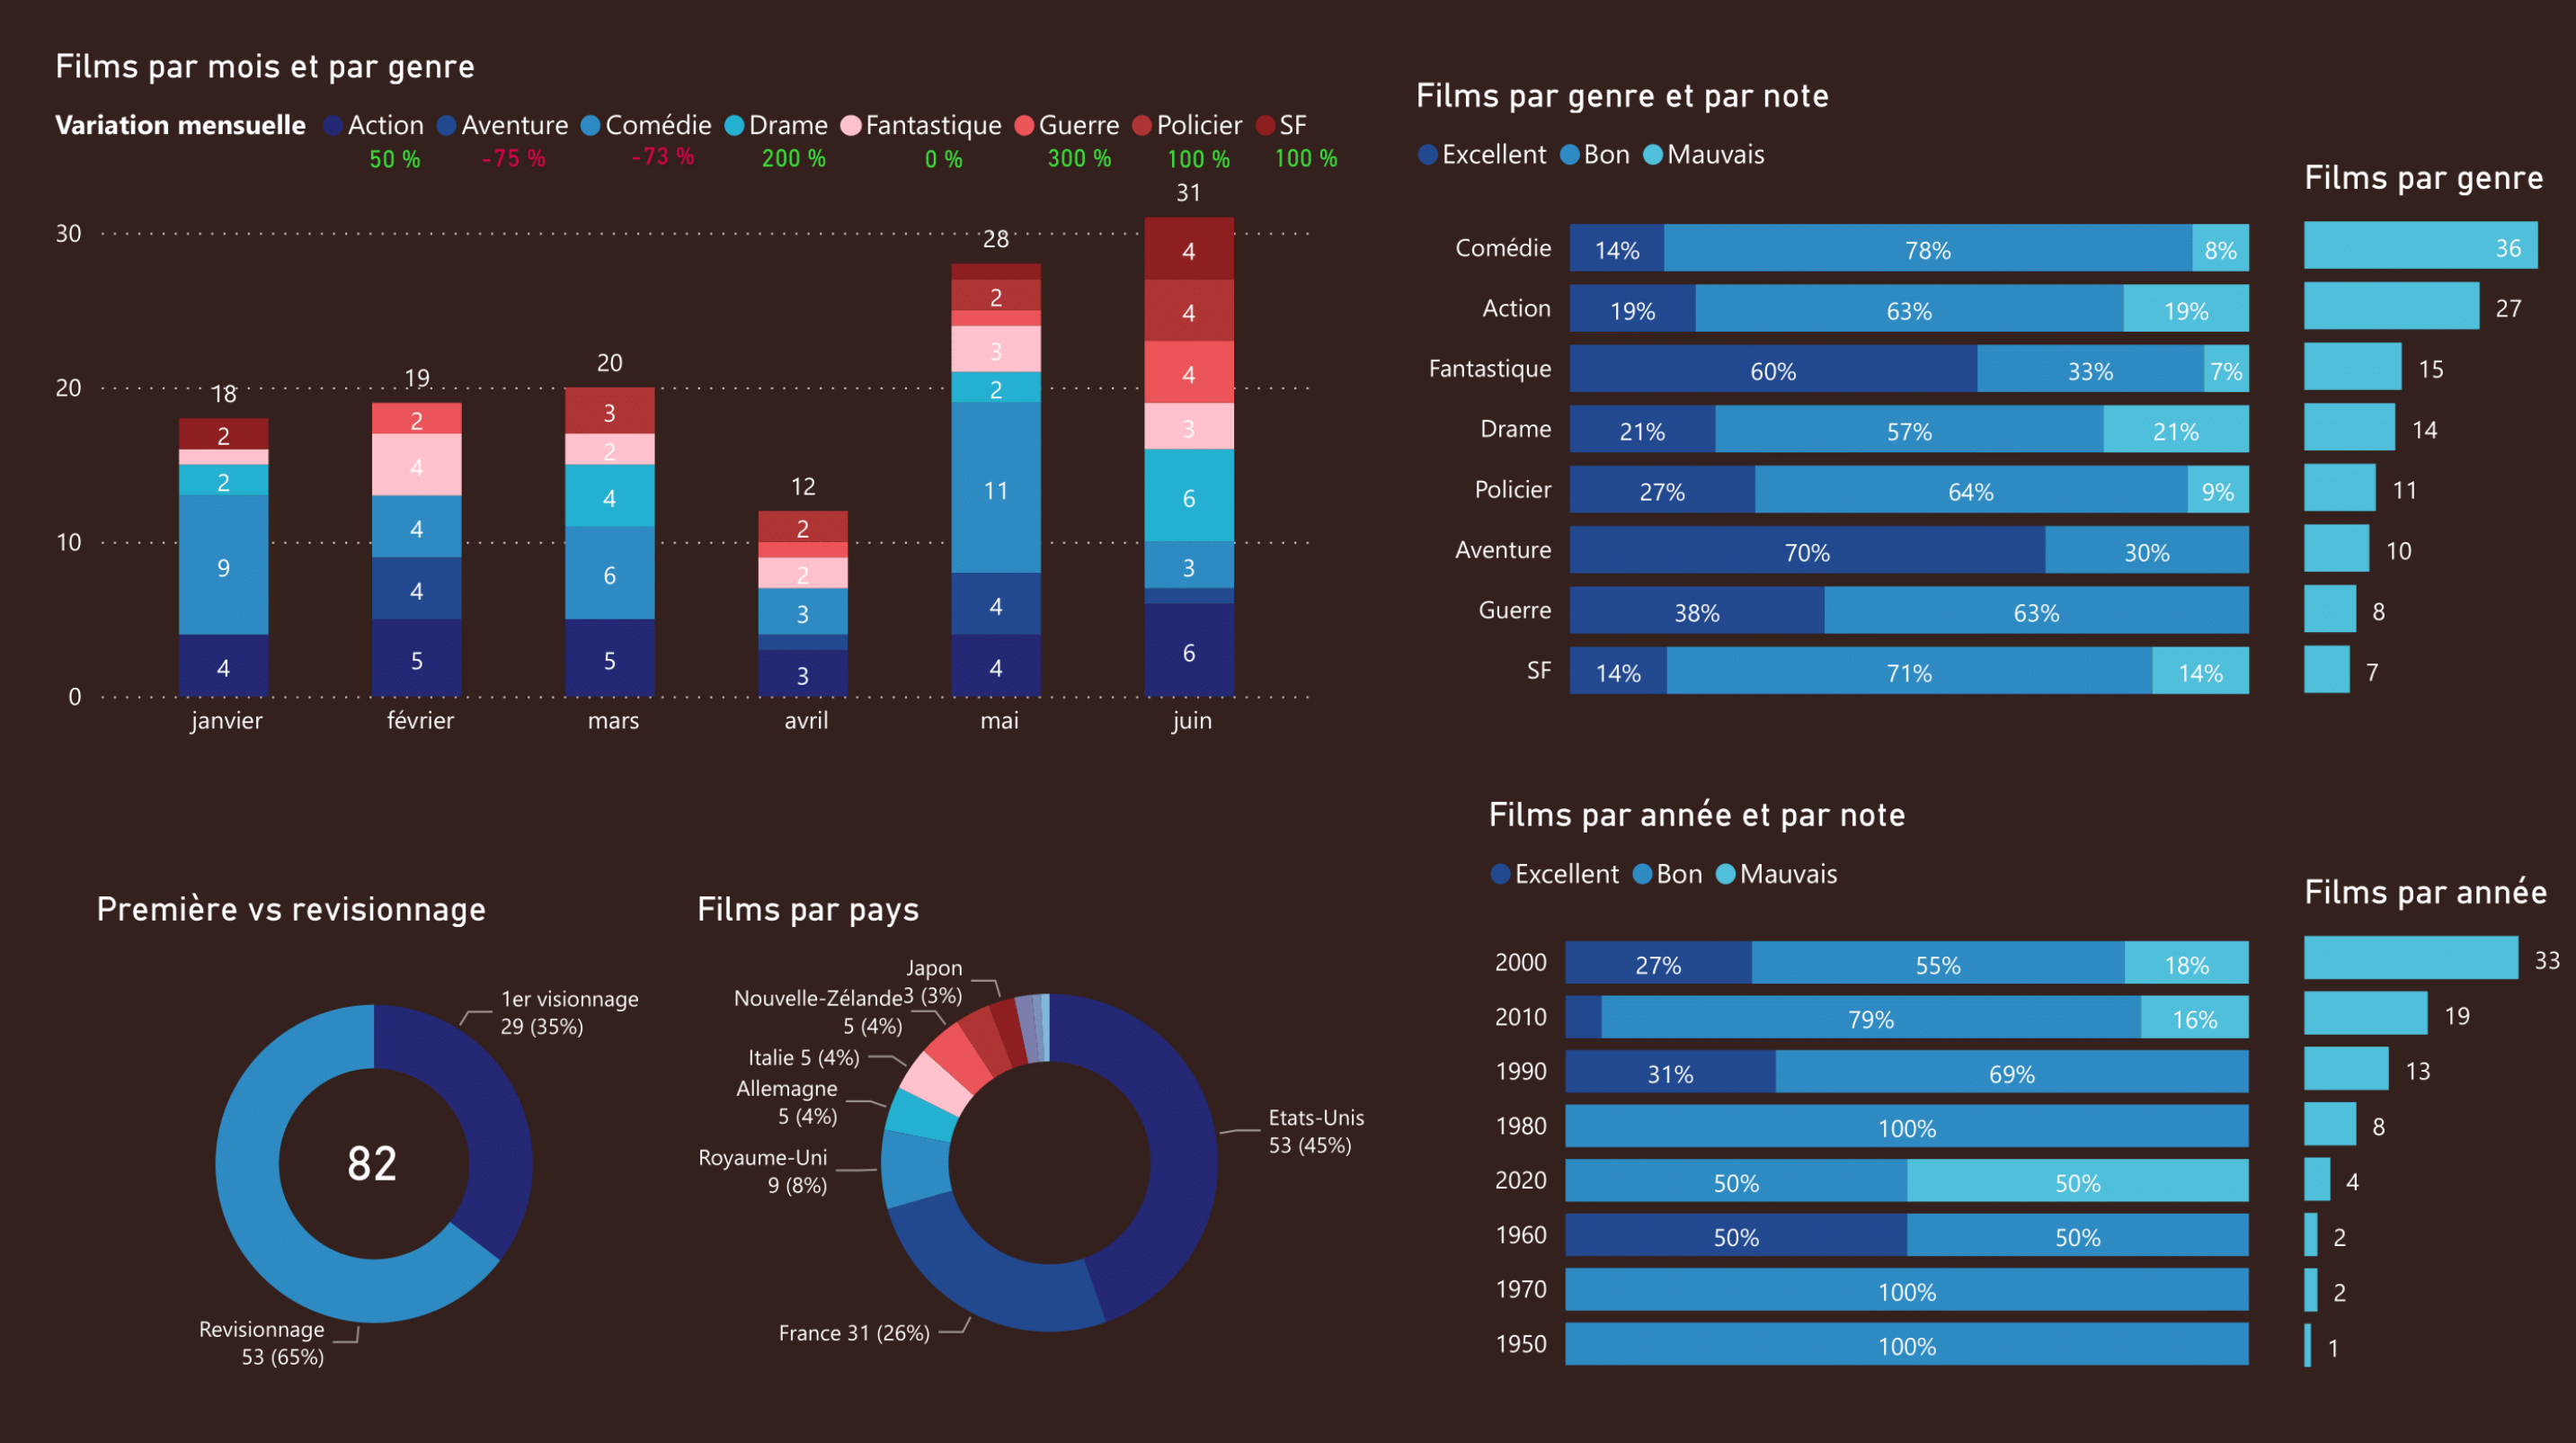 Films par mois et par genre
Variation mensuelle Action Aventure Comédie Drame Fantastique Guerre Policier SF
50 % -75 % -73 % 200 % 0 % 300 % 100 % 100 %
31
30 28
20 18 19 20
12
10
0
2 9 2 4
2 4 4 4 5
3 2 4 6 5
2 2 3 3
2 3 2 11 4 4
4 4 4 3 6 3 6
janvier février mars avril mai juin
Films par genre et par note
Excellent Bon Mauvais
Films par genre
Comédie 14% 78% 8% 36
Action 19% 63% 19% 27
Fantastique 60% 33% 7% 15
Drame 21% 57% 21% 14
Policier 27% 64% 9% 11
Aventure 70% 30% 10
Guerre 38% 63% 8
SF 14% 71% 14% 7
Première vs revisionnage
1er visionnage
29 (35%)
82
Revisionnage
53 (65%)
Films par pays
Japon
3 (3%)
Nouvelle-Zélande
5 (4%)
Italie 5 (4%)
Allemagne
5 (4%)
Royaume-Uni
9 (8%)
Etats-Unis
53 (45%)
France 31 (26%)
Films par année et par note
Excellent Bon Mauvais
Films par année
2000 27% 55% 18% 33
2010 79% 16% 19
1990 31% 69% 13
1980 100% 8
2020 50% 50% 4
1960 50% 50% 2
1970 100% 2
1950 100% 1